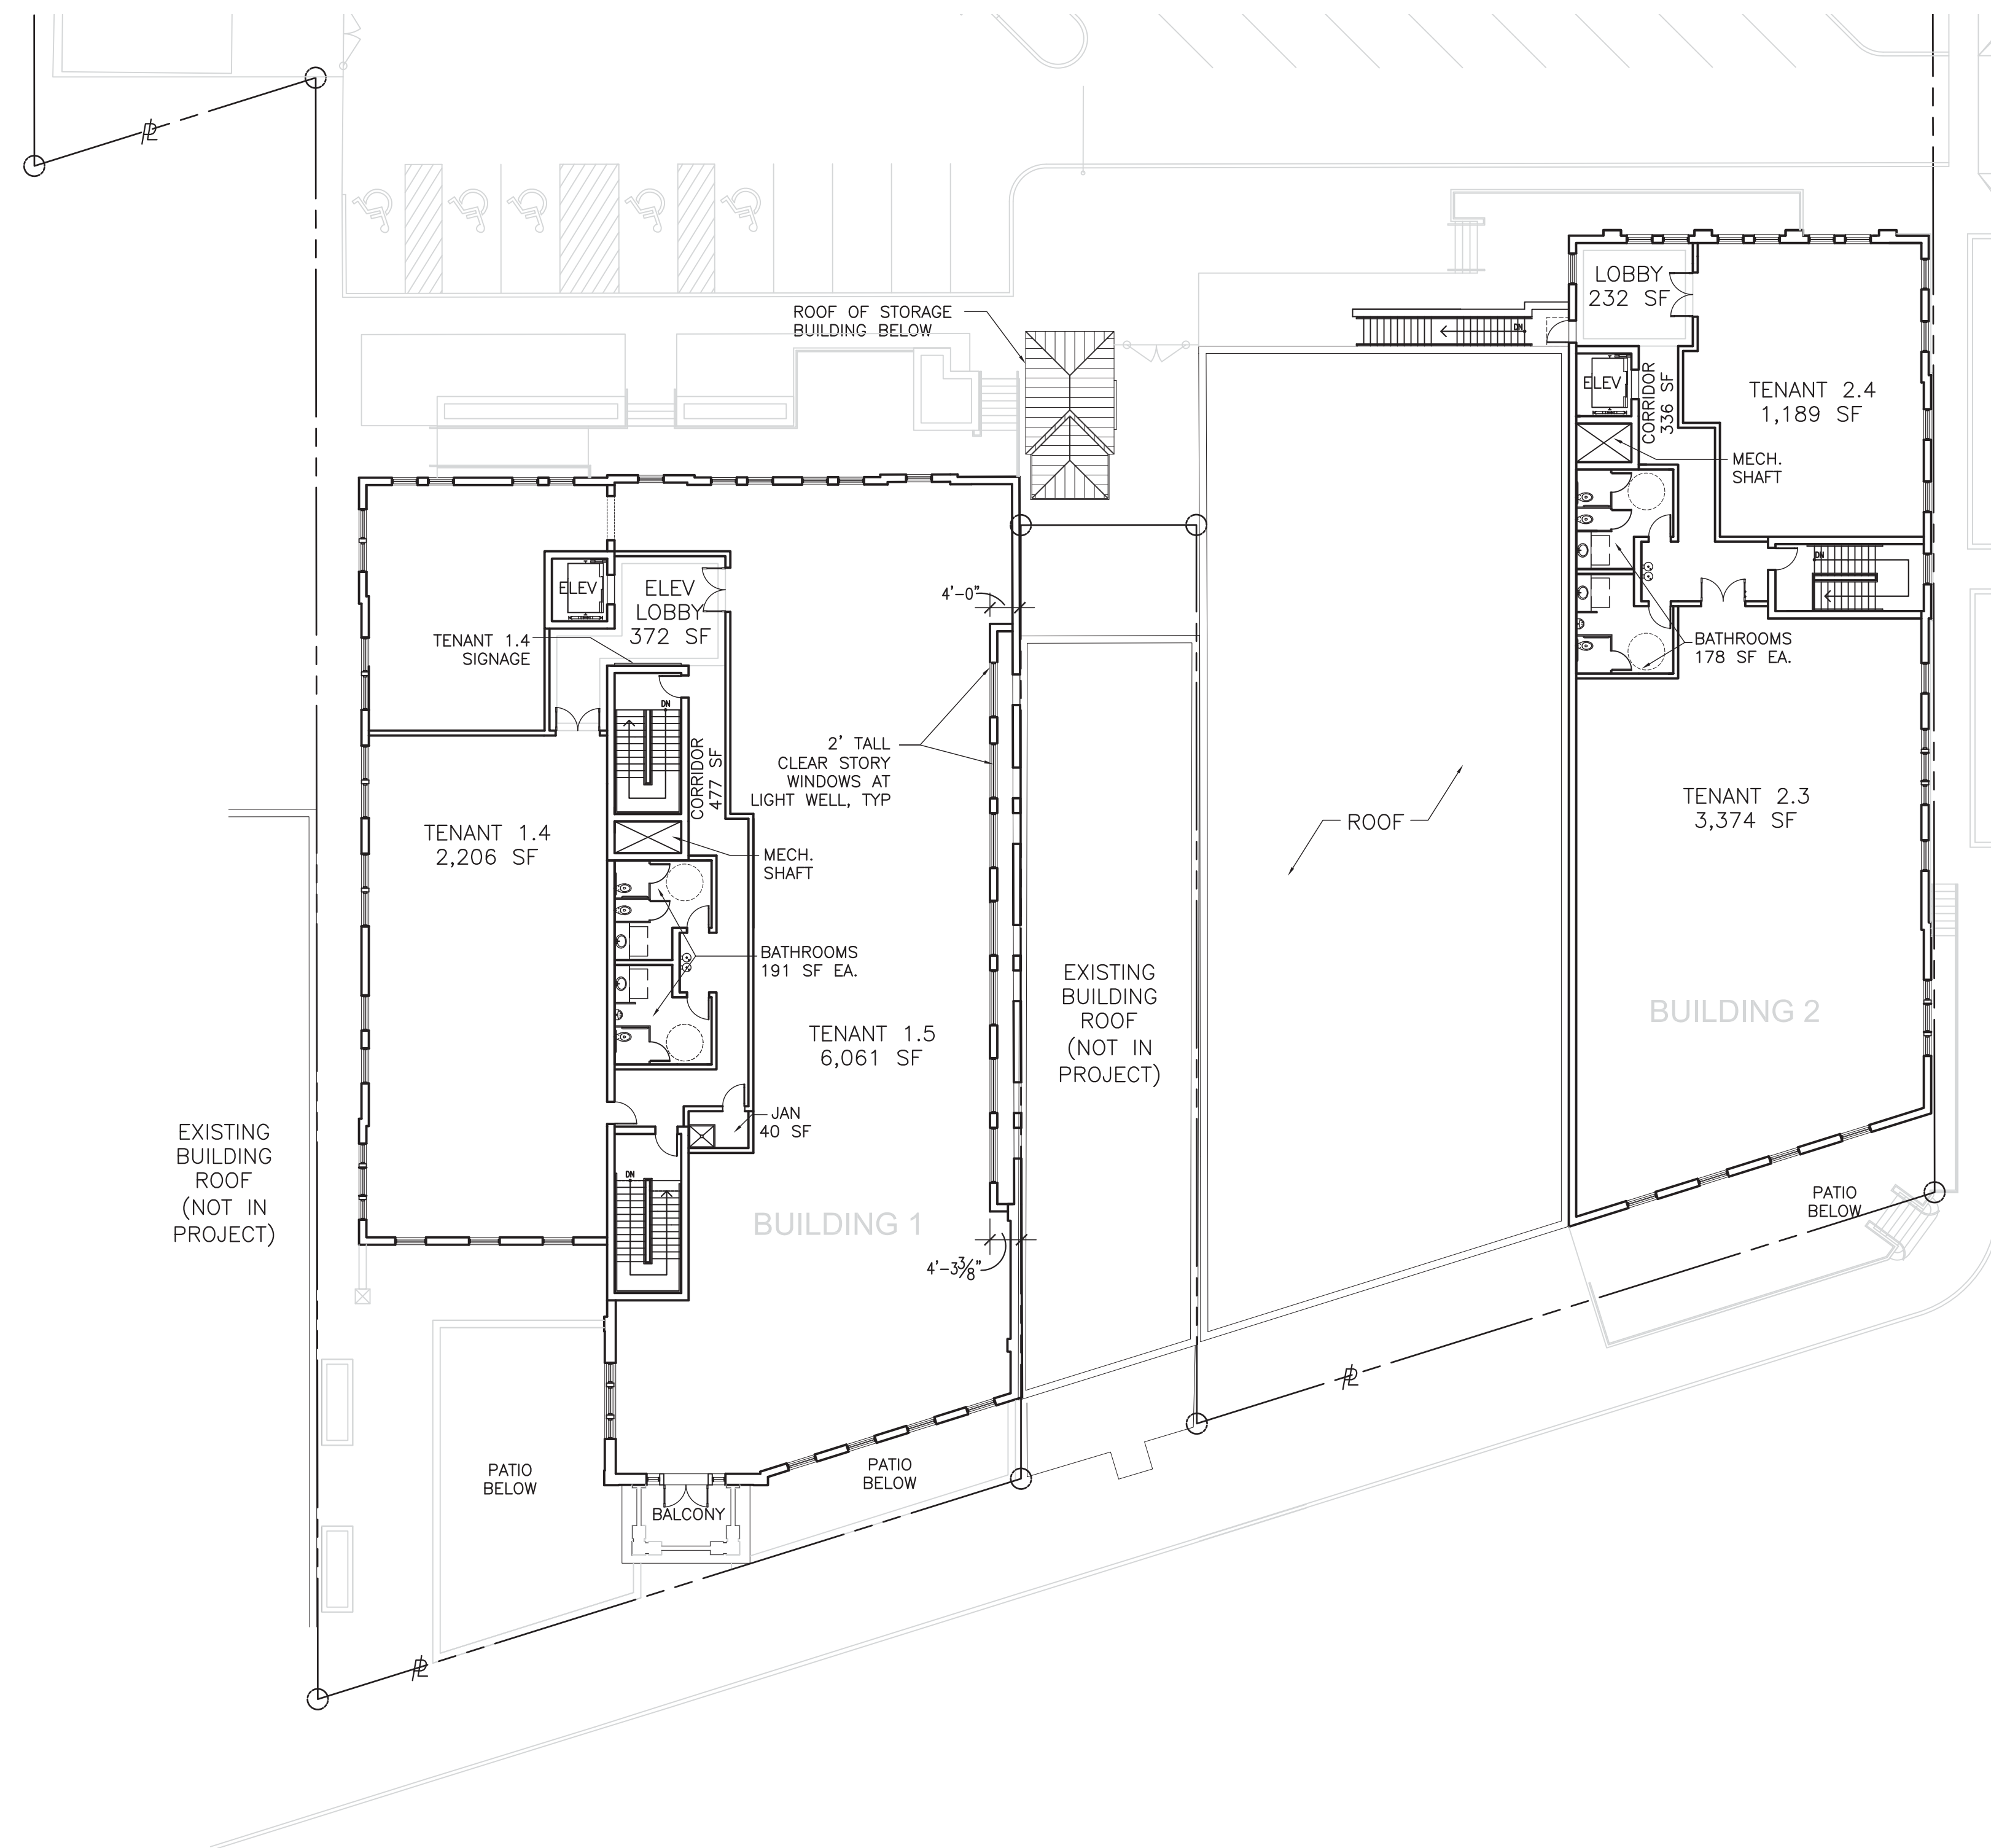 PL
ROOF OF STORAGE
BUILDING BELOW
LOBBY
232 SF
DN
ELEV
CORRIDOR
336 SF
TENANT 2.4
1,189 SF
MECH.
SHAFT
DN
BATHROOMS
178 SF EA.
ELEV
ELEV
LOBBY
372 SF
4'-0"
TENANT 1.4
SIGNAGE
DN
CORRIDOR
477 SF
2' TALL
CLEAR STORY
WINDOWS AT
LIGHT WELL, TYP
TENANT 1.4
2,206 SF
MECH.
SHAFT
ROOF
TENANT 2.3
3,374 SF
BATHROOMS
191 SF EA.
EXISTING
BUILDING
ROOF
(NOT IN
PROJECT)
BUILDING 2
TENANT 1.5
6,061 SF
JAN
40 SF
EXISTING
BUILDING
ROOF
(NOT IN
PROJECT)
DN
BUILDING 1
PATIO
BELOW
4'-3 3/8"
PL
PATIO
BELOW
PATIO
BELOW
BALCONY
PL